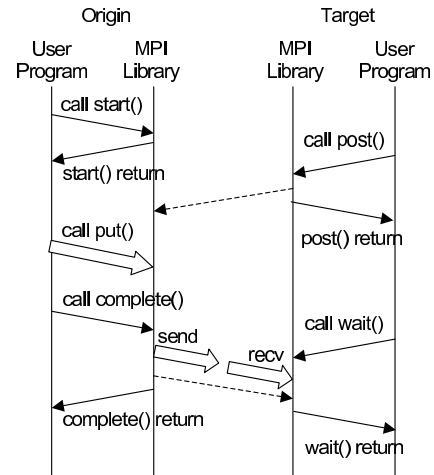 Origin
Target
User
Program
MPI
Library
MPI
Library
User
Program
call start()
call post()
start() return
call put()
post() return
call complete()
call wait()
send
recv
complete() return
wait() return